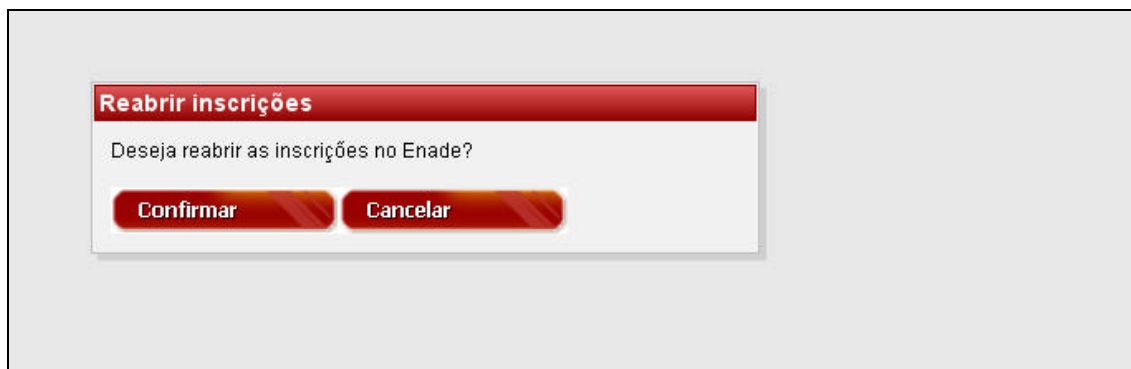 Reabrir inscrições
Deseja reabrir as inscrições no Enade?
Confirmar Cancelar